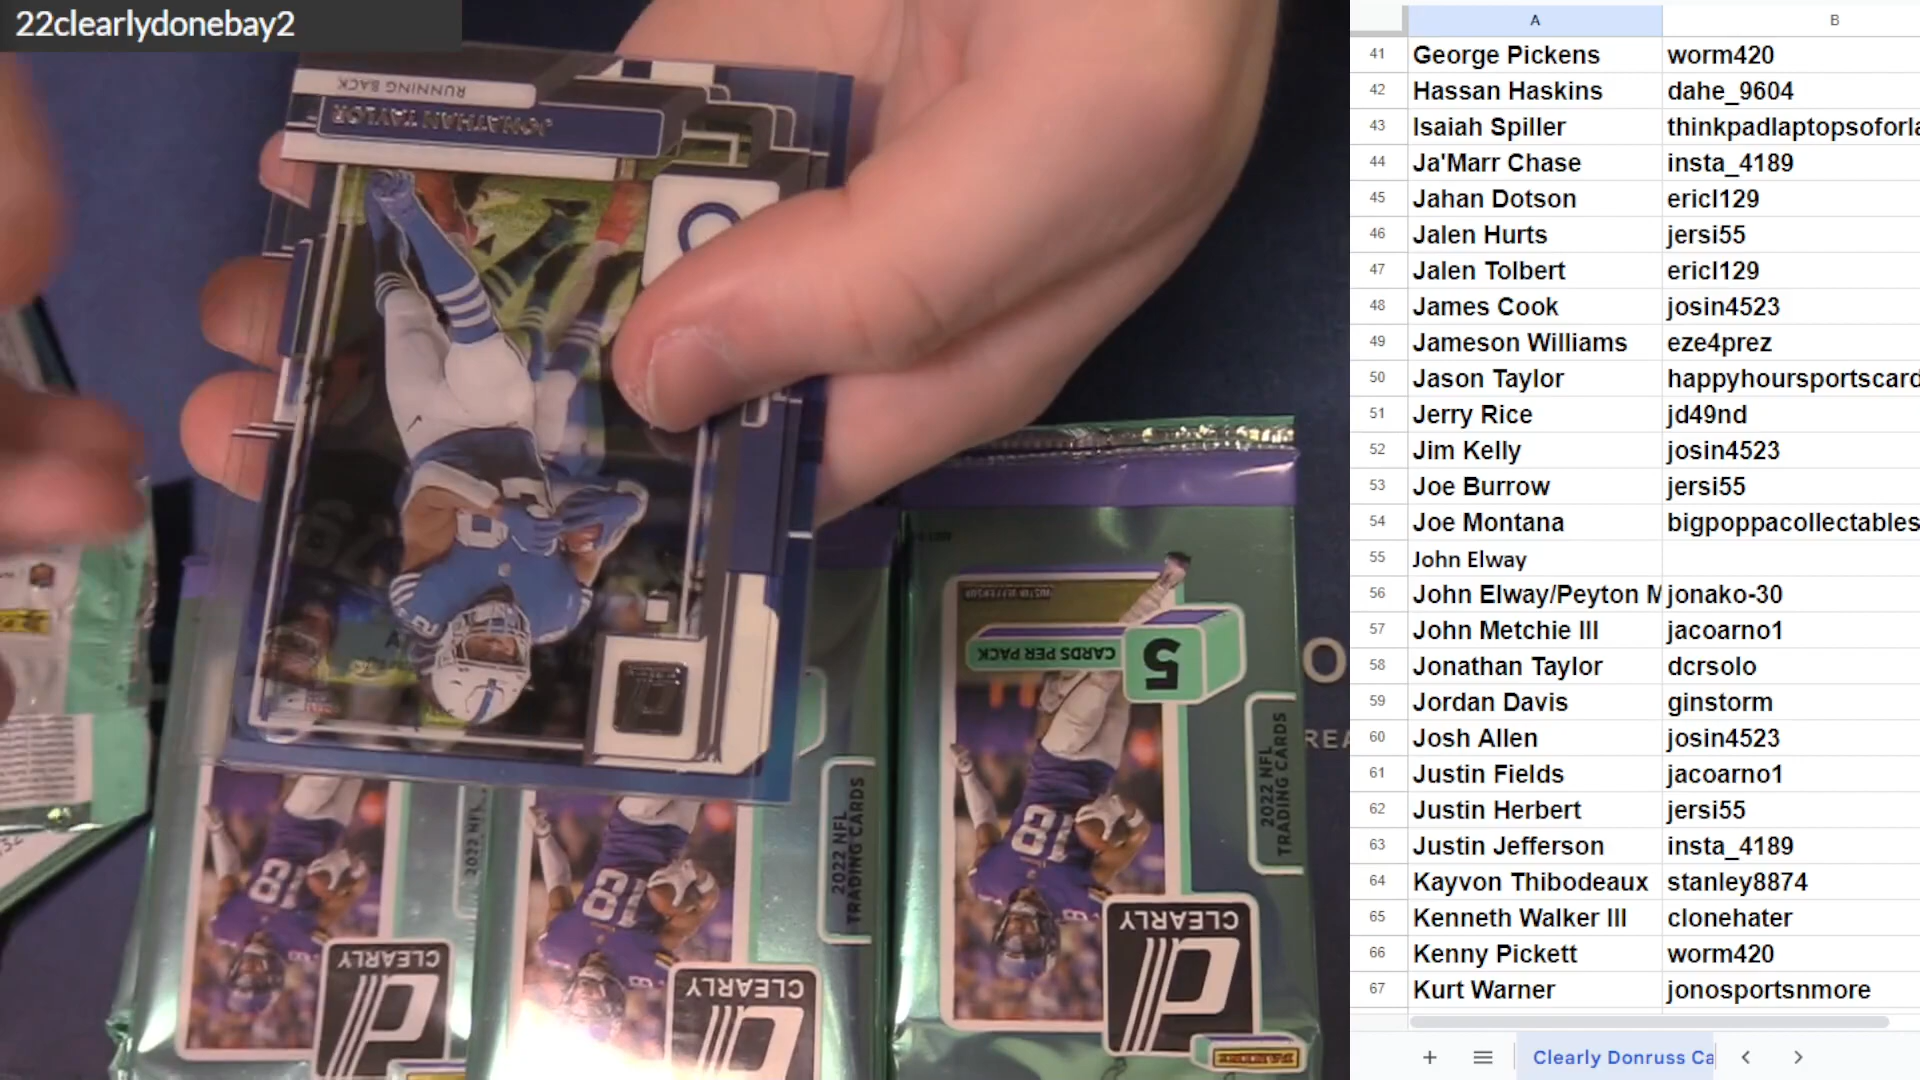 22clearlydonebay2
RUNNING BACK
JONATHAN TAYLOR
5
CARDS PER PACK
2022 NFL
TRADING CARDS
CLEARLY
2022 NFL
TRADING CARDS
CLEARLY
2022 NFL
CLEARLY
PANINI
A B
41 George Pickens worm420
42 Hassan Haskins dahe_9604
43 Isaiah Spiller thinkpadlaptopsoforla
44 Ja'Marr Chase insta_4189
45 Jahan Dotson ericl129
46 Jalen Hurts jersi55
47 Jalen Tolbert ericl129
48 James Cook josin4523
49 Jameson Williams eze4prez
50 Jason Taylor happyhoursportscard
51 Jerry Rice jd49nd
52 Jim Kelly josin4523
53 Joe Burrow jersi55
54 Joe Montana bigpoppacollectables
55 John Elway
56 John Elway/Peyton M jonako-30
57 John Metchie III jacoarno1
58 Jonathan Taylor dcrsolo
59 Jordan Davis ginstorm
60 Josh Allen josin4523
61 Justin Fields jacoarno1
62 Justin Herbert jersi55
63 Justin Jefferson insta_4189
64 Kayvon Thibodeaux stanley8874
65 Kenneth Walker III clonehater
66 Kenny Pickett worm420
67 Kurt Warner jonosportsnmore
Clearly Donruss Ca